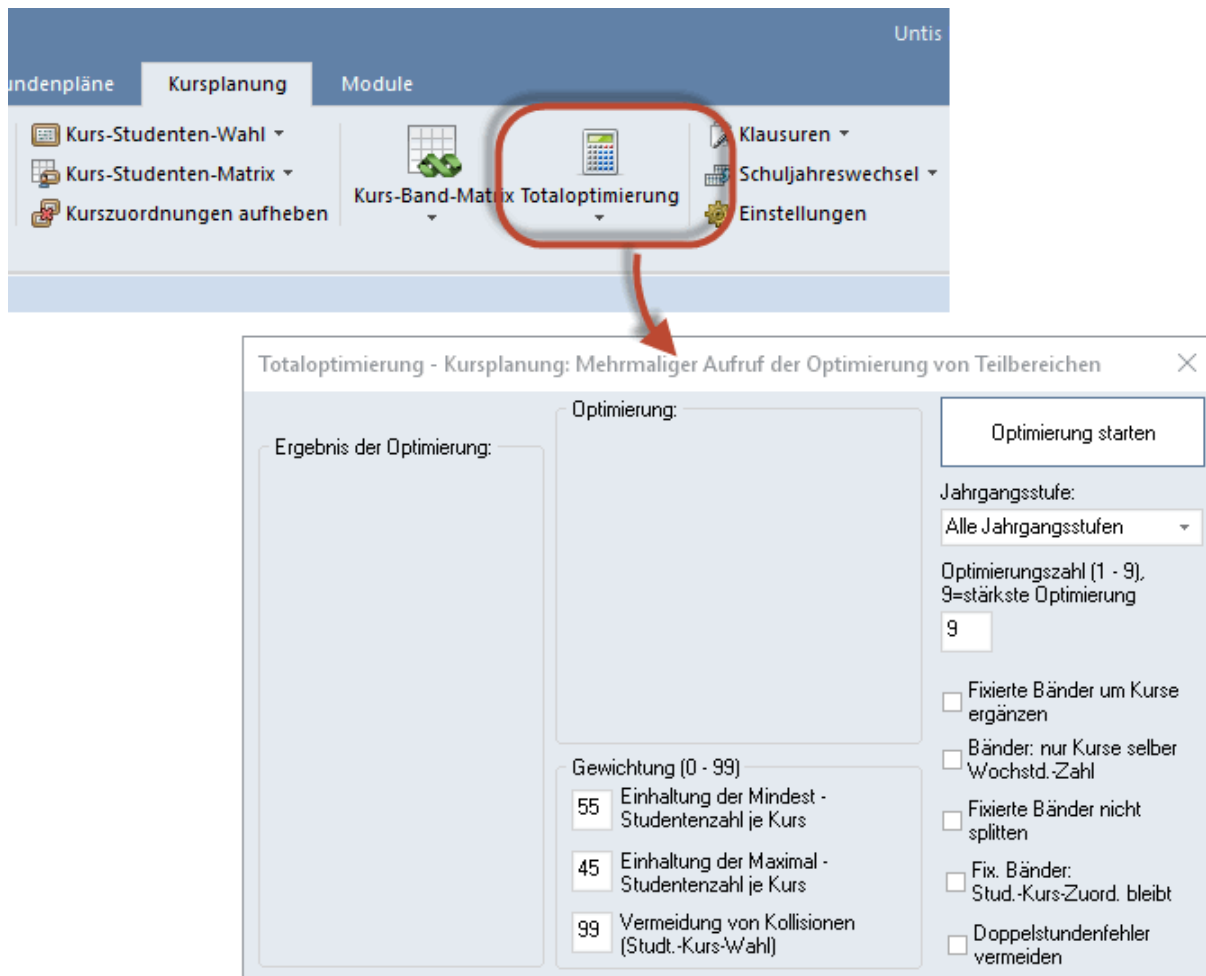 Untis
undenpläne
Kursplanung
Module
Kurs-Studenten-Wahl
Kurs-Studenten-Matrix
Kurszuordnungen aufheben
Kurs-Band-Matrix
Totaloptimierung
Klausuren
Schuljahreswechsel
Einstellungen
Totaloptimierung - Kursplanung: Mehrmaliger Aufruf der Optimierung von Teilbereichen
Ergebnis der Optimierung:
Optimierung:
Gewichtung (0 - 99)
55
Einhaltung der Mindest -
Studentenzahl je Kurs
45
Einhaltung der Maximal -
Studentenzahl je Kurs
99
Vermeidung von Kollisionen
(Studt.-Kurs-Wahl)
Optimierung starten
Jahrgangsstufe:
Alle Jahrgangsstufen
Optimierungszahl (1 - 9),
9=stärkste Optimierung
9
Fixierte Bänder um Kurse
ergänzen
Bänder: nur Kurse selber
Wochstd.-Zahl
Fixierte Bänder nicht
splitten
Fix. Bänder:
Stud.-Kurs-Zuord. bleibt
Doppelstundenfehler
vermeiden